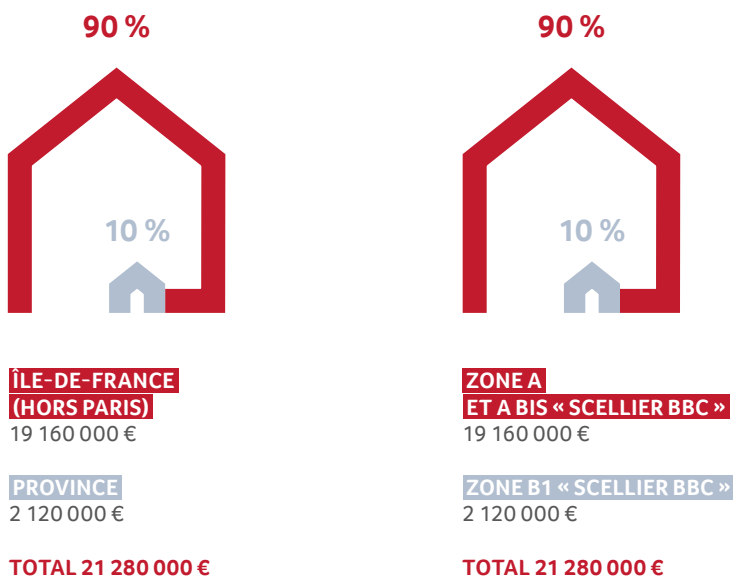 90 %
10 %
ÎLE-DE-FRANCE
(HORS PARIS)
19 160 000 €
PROVINCE
2 120 000 €
TOTAL 21 280 000 €
90 %
10 %
ZONE A
ET A BIS « SCELLIER BBC »
19 160 000 €
ZONE B1 « SCELLIER BBC »
2 120 000 €
TOTAL 21 280 000 €